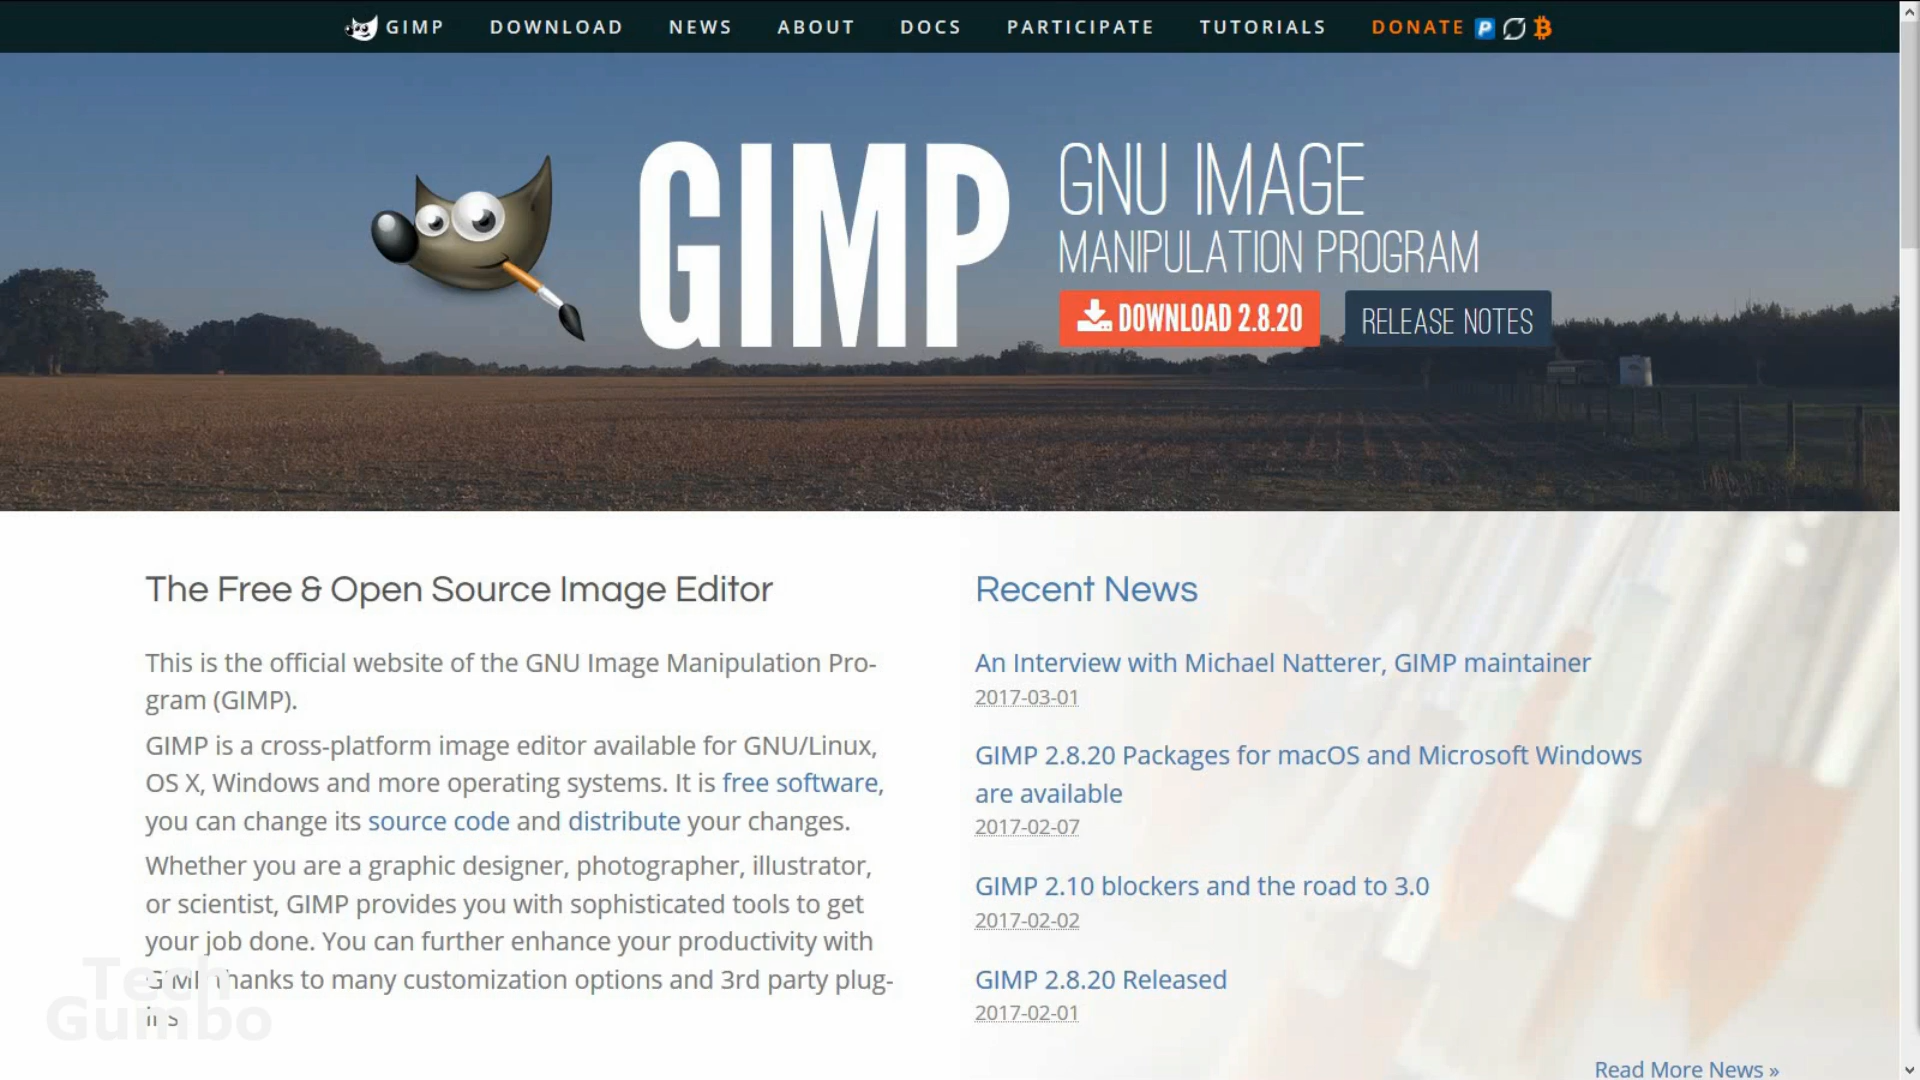 GIMP DOWNLOAD NEWS ABOUT DOCS PARTICIPATE TUTORIALS DONATE
GIMP
GNU IMAGE
MANIPULATION PROGRAM
DOWNLOAD 2.8.20
RELEASE NOTES
The Free & Open Source Image Editor
This is the official website of the GNU Image Manipulation Pro-
gram (GIMP).
GIMP is a cross-platform image editor available for GNU/Linux,
OS X, Windows and more operating systems. It is free software,
you can change its source code and distribute your changes.
Whether you are a graphic designer, photographer, illustrator,
or scientist, GIMP provides you with sophisticated tools to get
your job done. You can further enhance your productivity with
GIMP thanks to many customization options and 3rd party plug-
ins
Recent News
An Interview with Michael Natterer, GIMP maintainer
2017-03-01
GIMP 2.8.20 Packages for macOS and Microsoft Windows
are available
2017-02-07
GIMP 2.10 blockers and the road to 3.0
2017-02-02
GIMP 2.8.20 Released
2017-02-01
Read More News »
Tech
Gumbo